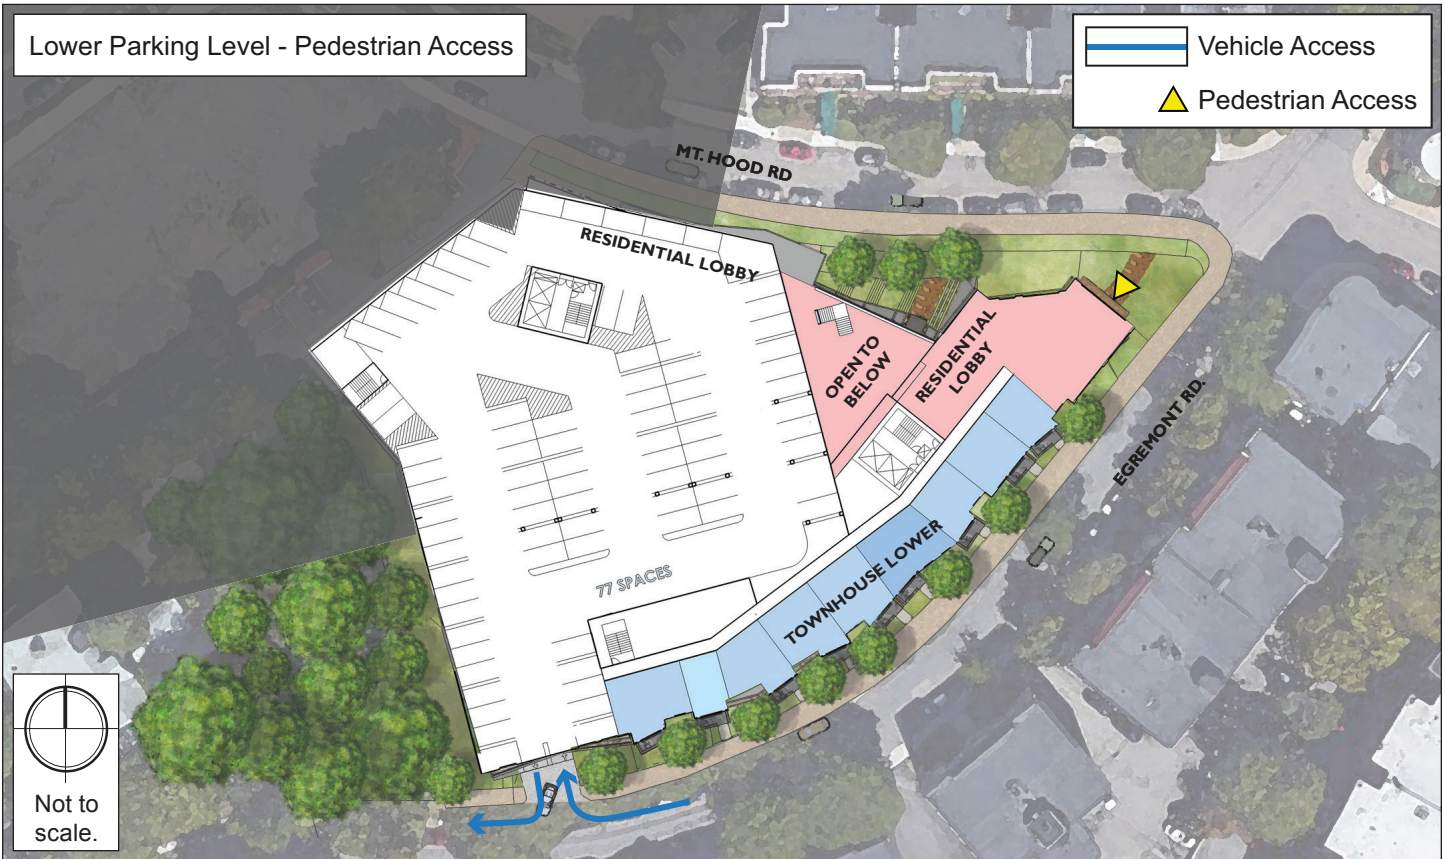 Lower Parking Level - Pedestrian Access
Vehicle Access
Pedestrian Access
MT. HOOD RD
RESIDENTIAL LOBBY
OPEN TO
BELOW
RESIDENTIAL
LOBBY
EGREMONT RD.
TOWNHOUSE LOWER
77 SPACES
Not to
scale.